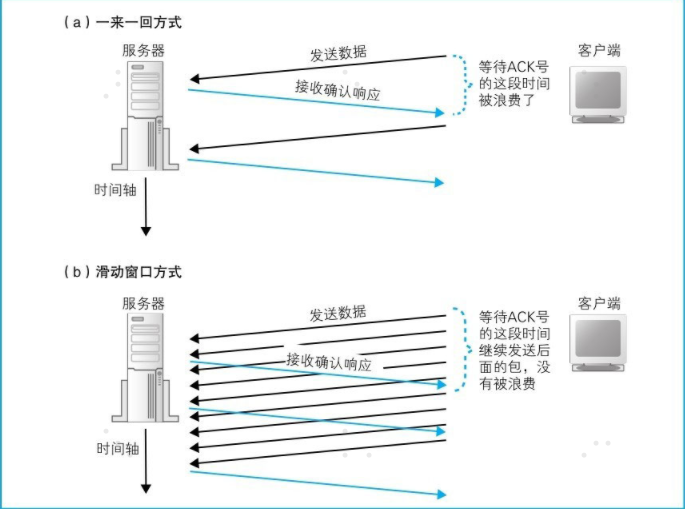 (a)一来一回方式
服务器
发送数据
客户端
等待ACK号
的这段时间
被浪费了
接收确认响应
时间轴
(b)滑动窗口方式
服务器
发送数据
客户端
等待ACK号
的这段时间
继续发送后
面的包，没
有被浪费
接收确认响应
时间轴